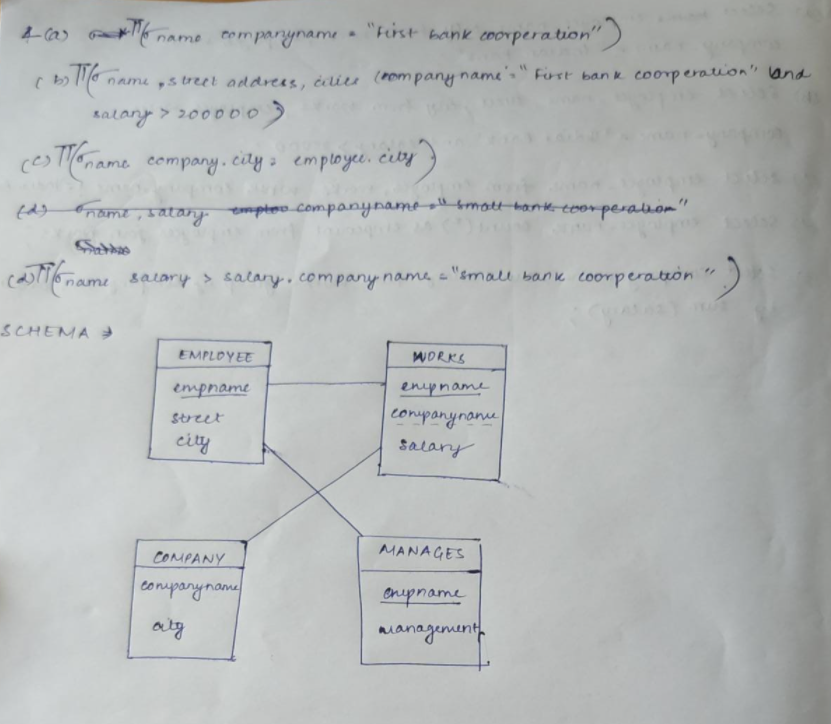 4 (a) Π(σ name companyname = "First bank coorperation")
(b) Π(σ name, street address, cities (companyname = "First bank coorperation" and
salary > 200000)
(c) Π(σ name company.city = employee.city)
(d) σ name, salary companyname = "small bank coorperation"
(d) Π(σ name salary > salary.companyname = "small bank coorperation")
SCHEMA →
EMPLOYEE
empname
street
city
WORKS
empname
companyname
salary
COMPANY
companyname
city
MANAGES
empname
management